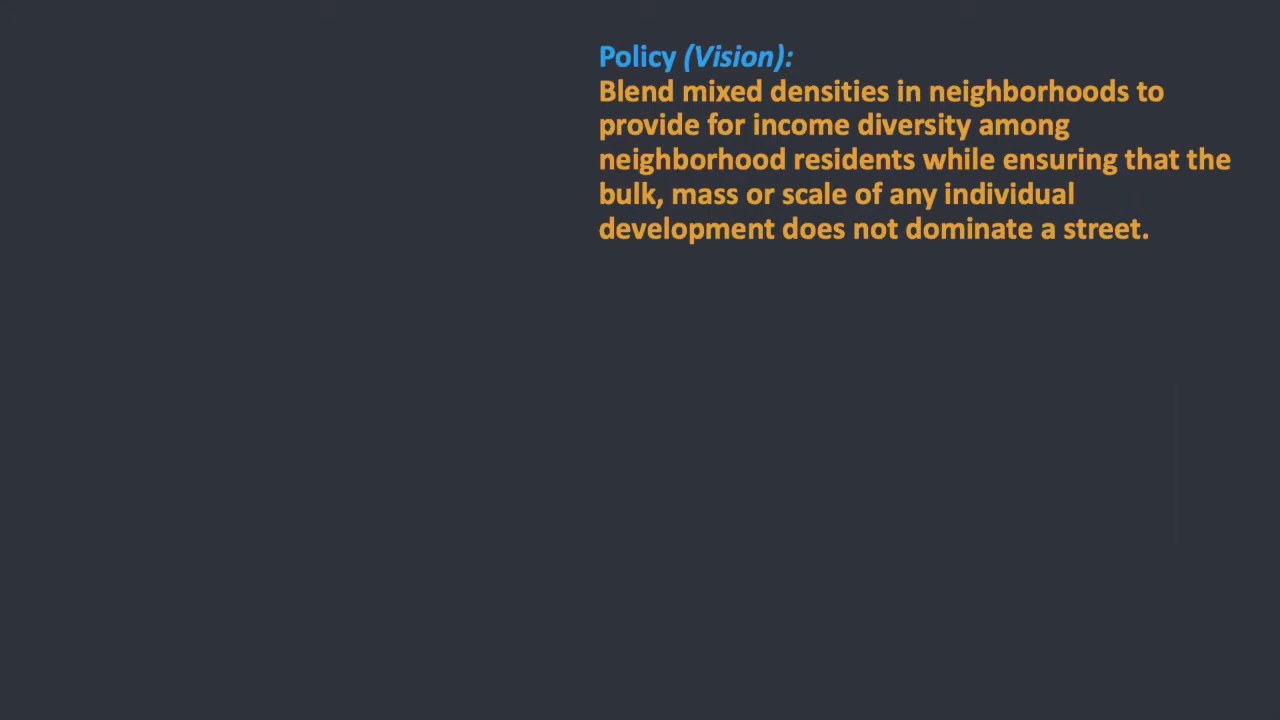 Policy (Vision):
Blend mixed densities in neighborhoods to
provide for income diversity among
neighborhood residents while ensuring that the
bulk, mass or scale of any individual
development does not dominate a street.